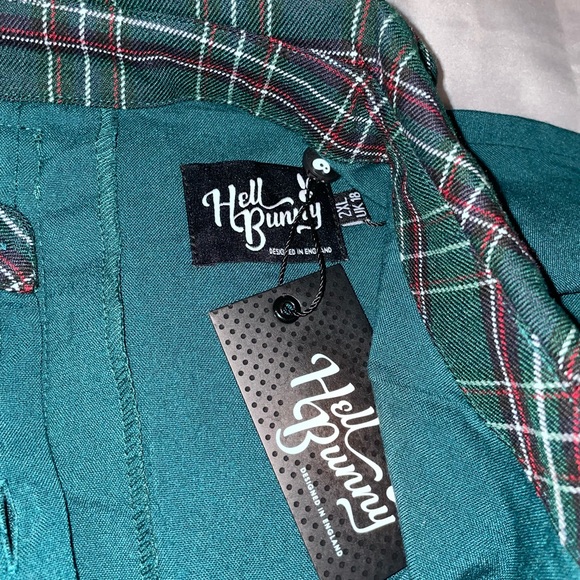 Hell
Bunny
DESIGNED IN ENGLAND
2XL
UK 18
Hell
Bunny
DESIGNED IN ENGLAND